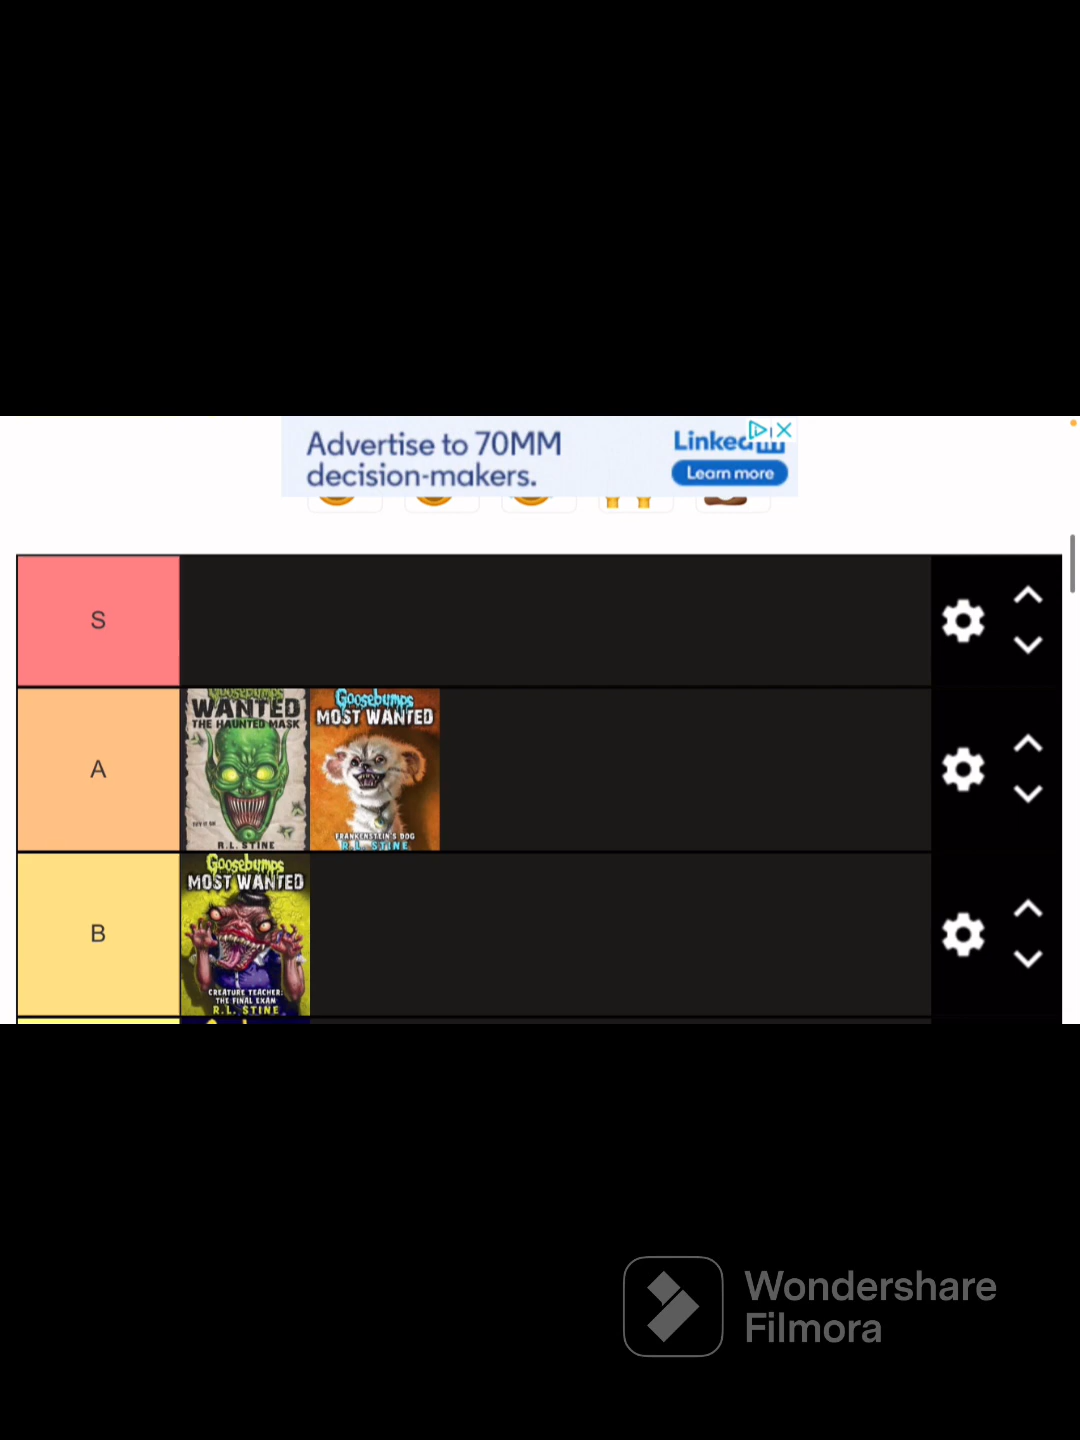 Advertise to 70MM
decision-makers.
Linked
Learn more
S
A
Goosebumps
WANTED
THE HAUNTED MASK
R.L. STINE
Goosebumps
MOST WANTED
FRANKENSTEIN'S DOG
R.L. STINE
B
Goosebumps
MOST WANTED
CREATURE TEACHER:
THE FINAL EXAM
R.L. STINE
Wondershare
Filmora